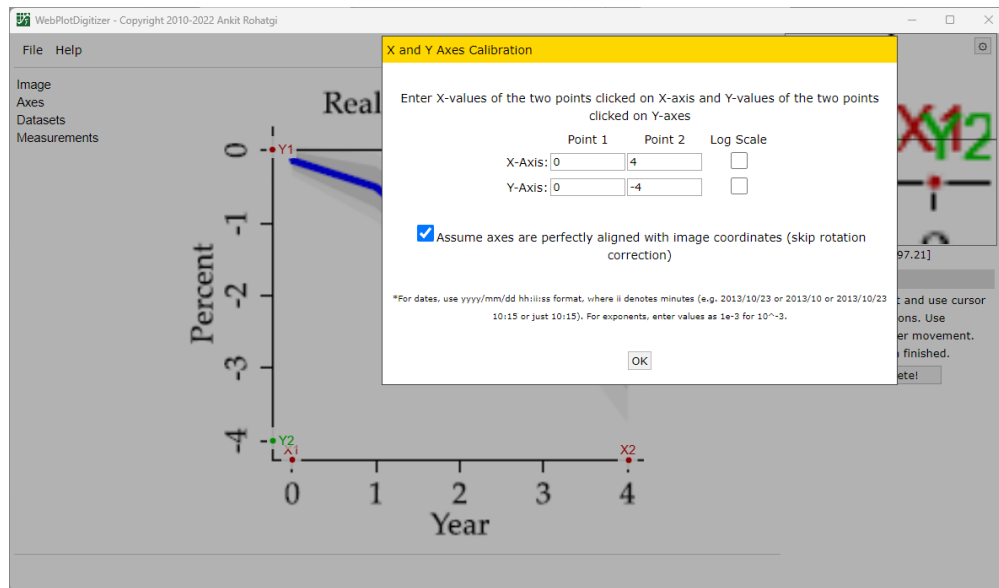 WebPlotDigitizer - Copyright 2010-2022 Ankit Rohatgi
File Help
Image
Axes
Datasets
Measurements
X and Y Axes Calibration
Enter X-values of the two points clicked on X-axis and Y-values of the two points
clicked on Y-axes
Point 1 Point 2 Log Scale
X-Axis: 0 4
Y-Axis: 0 -4
Assume axes are perfectly aligned with image coordinates (skip rotation
correction)
*For dates, use yyyy/mm/dd hh:ii:ss format, where ii denotes minutes (e.g. 2013/10/23 or 2013/10 or 2013/10/23
10:15 or just 10:15). For exponents, enter values as 1e-3 for 10^-3.
OK
Real
Percent
0
-1
-2
-3
-4
Y1
Y2
X1
X2
0 1 2 3 4
Year
97.21]
t and use cursor
ons. Use
er movement.
finished.
ete!